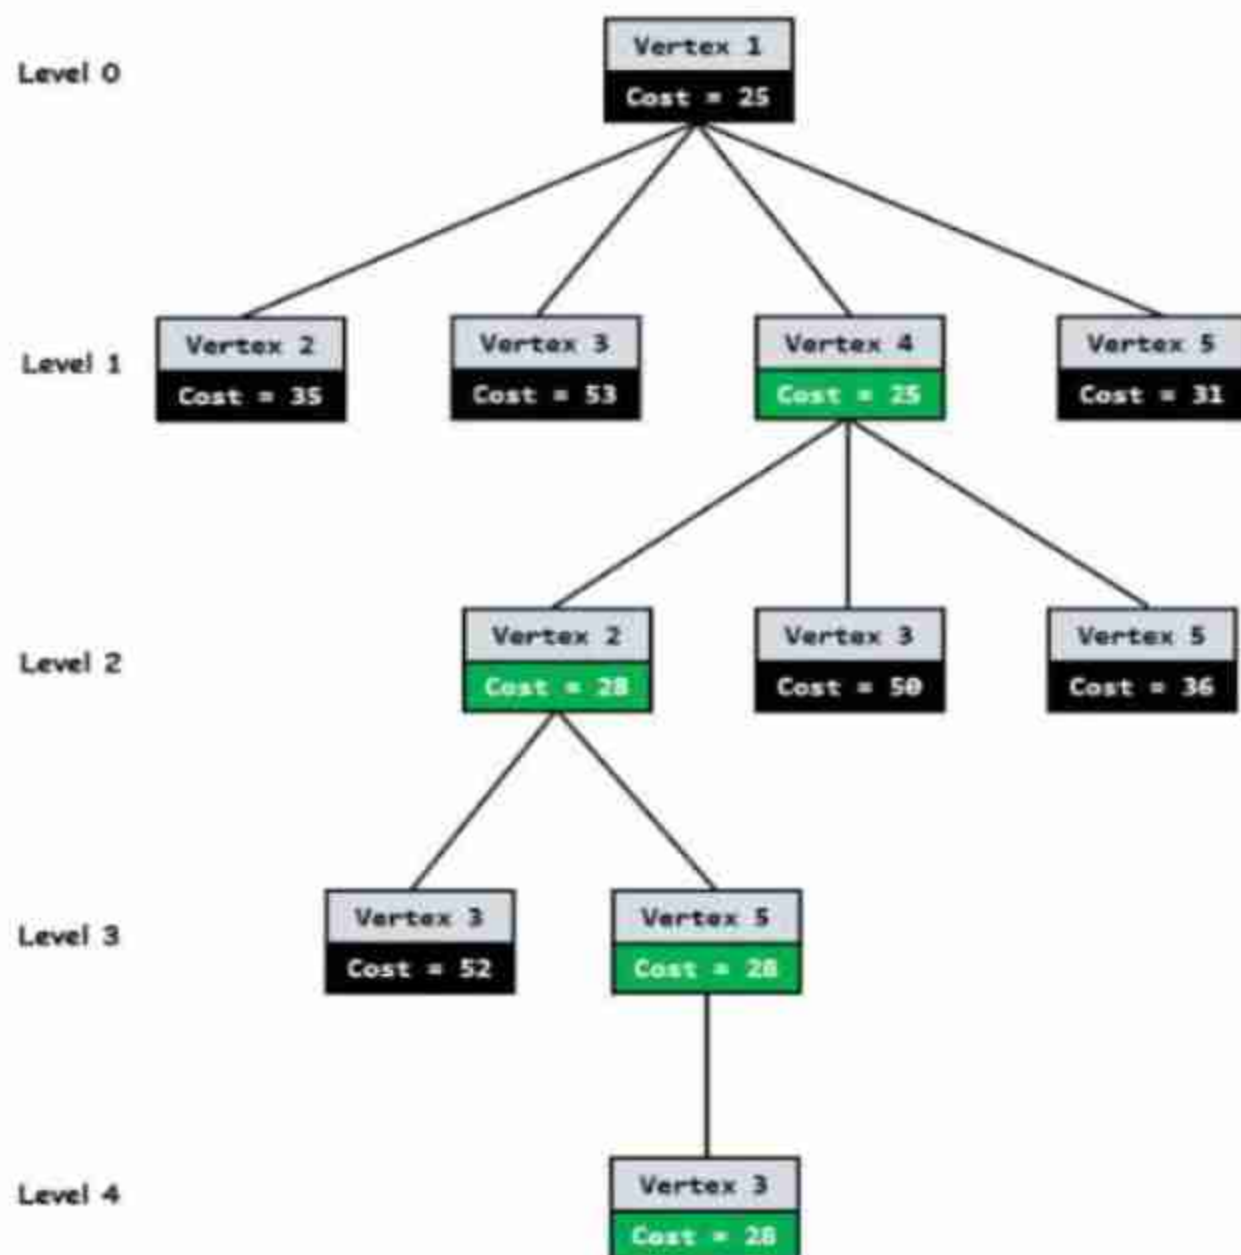 Level 0
Vertex 1
Cost = 25
Level 1
Vertex 2
Cost = 35
Vertex 3
Cost = 53
Vertex 4
Cost = 25
Vertex 5
Cost = 31
Level 2
Vertex 2
Cost = 28
Vertex 3
Cost = 50
Vertex 5
Cost = 36
Level 3
Vertex 3
Cost = 52
Vertex 5
Cost = 28
Level 4
Vertex 3
Cost = 28